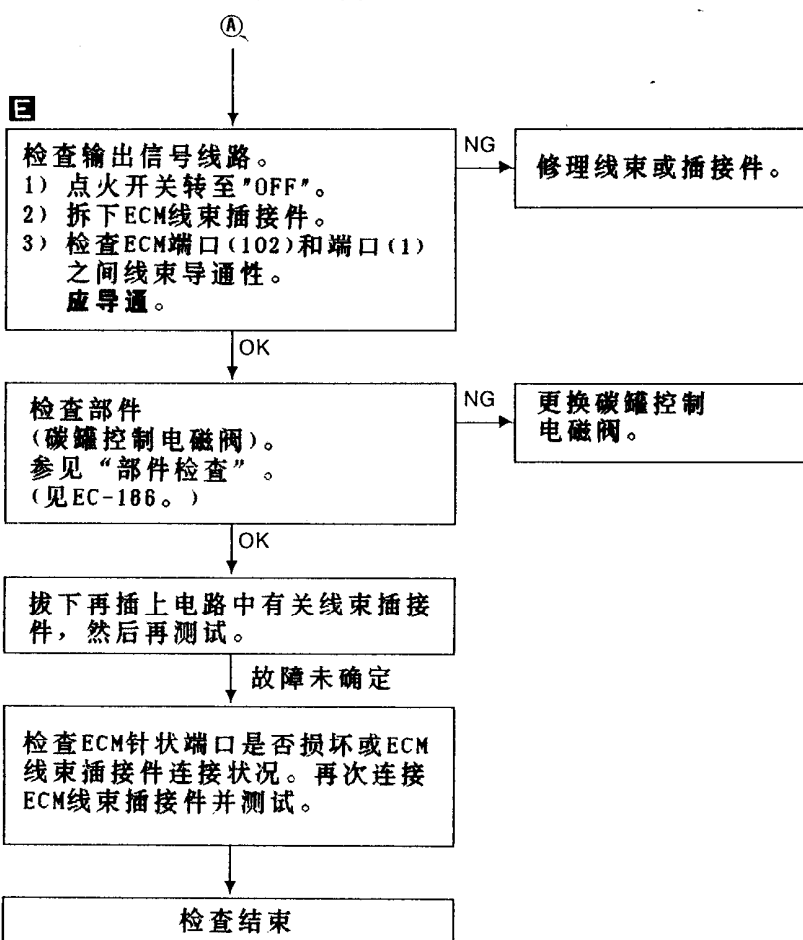 Ⓐ
E
检查输出信号线路。
1) 点火开关转至"OFF"。
2) 拆下ECM线束插接件。
3) 检查ECM端口(102)和端口(1)
之间线束导通性。
应导通。
NG
修理线束或插接件。
OK
检查部件
(碳罐控制电磁阀)。
参见“部件检查”。
(见EC-186。)
NG
更换碳罐控制
电磁阀。
OK
拔下再插上电路中有关线束插接
件，然后再测试。
故障未确定
检查ECM针状端口是否损坏或ECM
线束插接件连接状况。再次连接
ECM线束插接件并测试。
检查结束